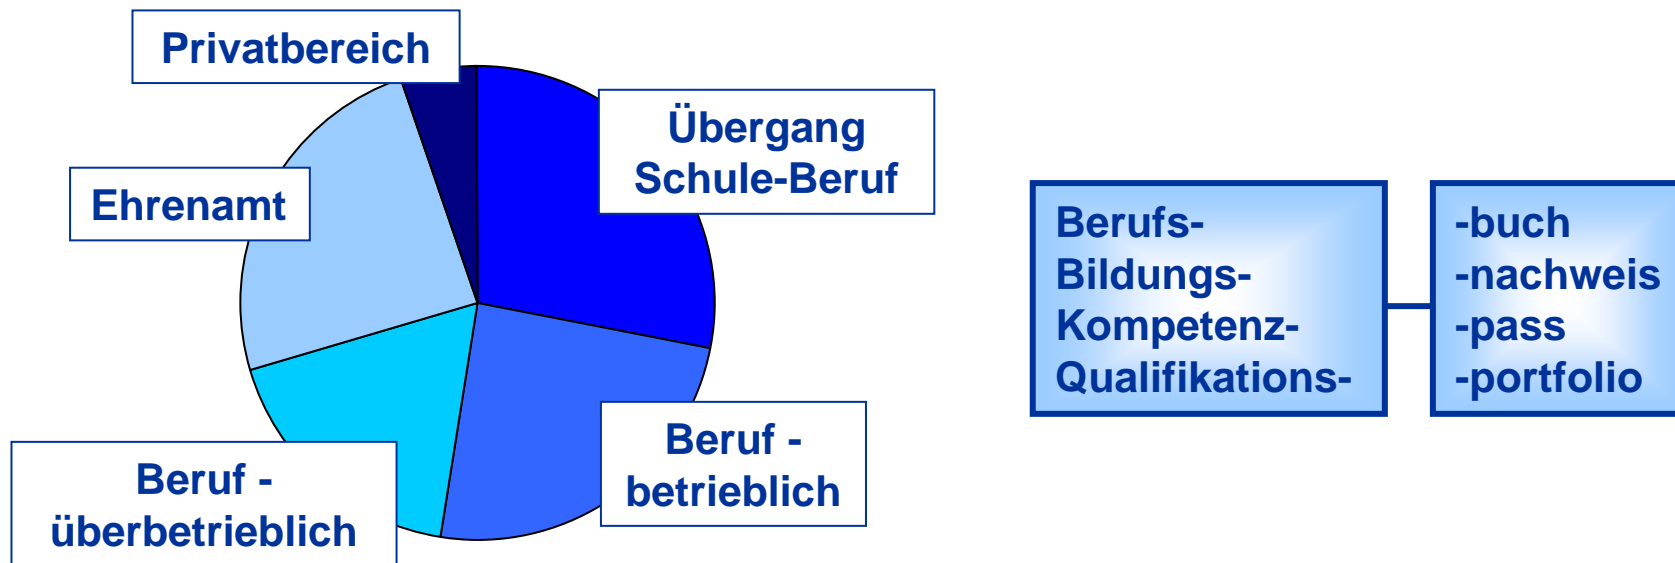 Privatbereich
Übergang
Schule-Beruf
Ehrenamt
Beruf -
betrieblich
Beruf -
überbetrieblich
Berufs-
Bildungs-
Kompetenz-
Qualifikations-
-buch
-nachweis
-pass
-portfolio